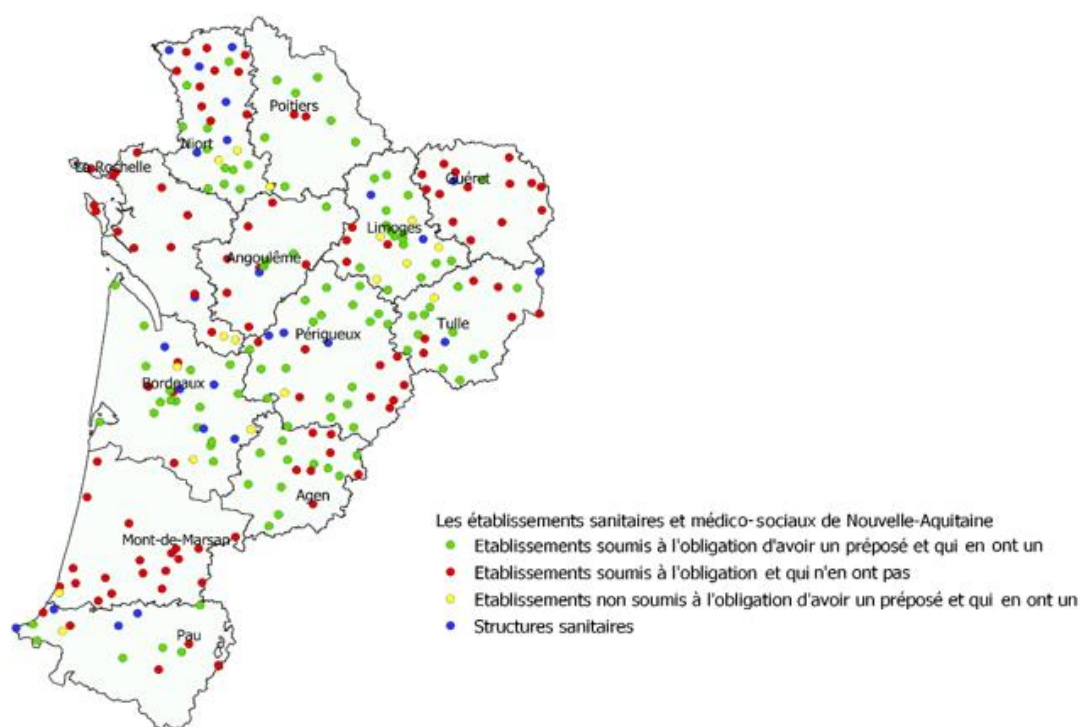 Poitiers
Niort
La Rochelle
Guéret
Limoges
Angoulême
Périgueux
Tulle
Bordeaux
Agen
Mont-de-Marsan
Pau
Les établissements sanitaires et médico-sociaux de Nouvelle-Aquitaine
Etablissements soumis à l'obligation d'avoir un préposé et qui en ont un
Etablissements soumis à l'obligation et qui n'en ont pas
Etablissements non soumis à l'obligation d'avoir un préposé et qui en ont un
Structures sanitaires